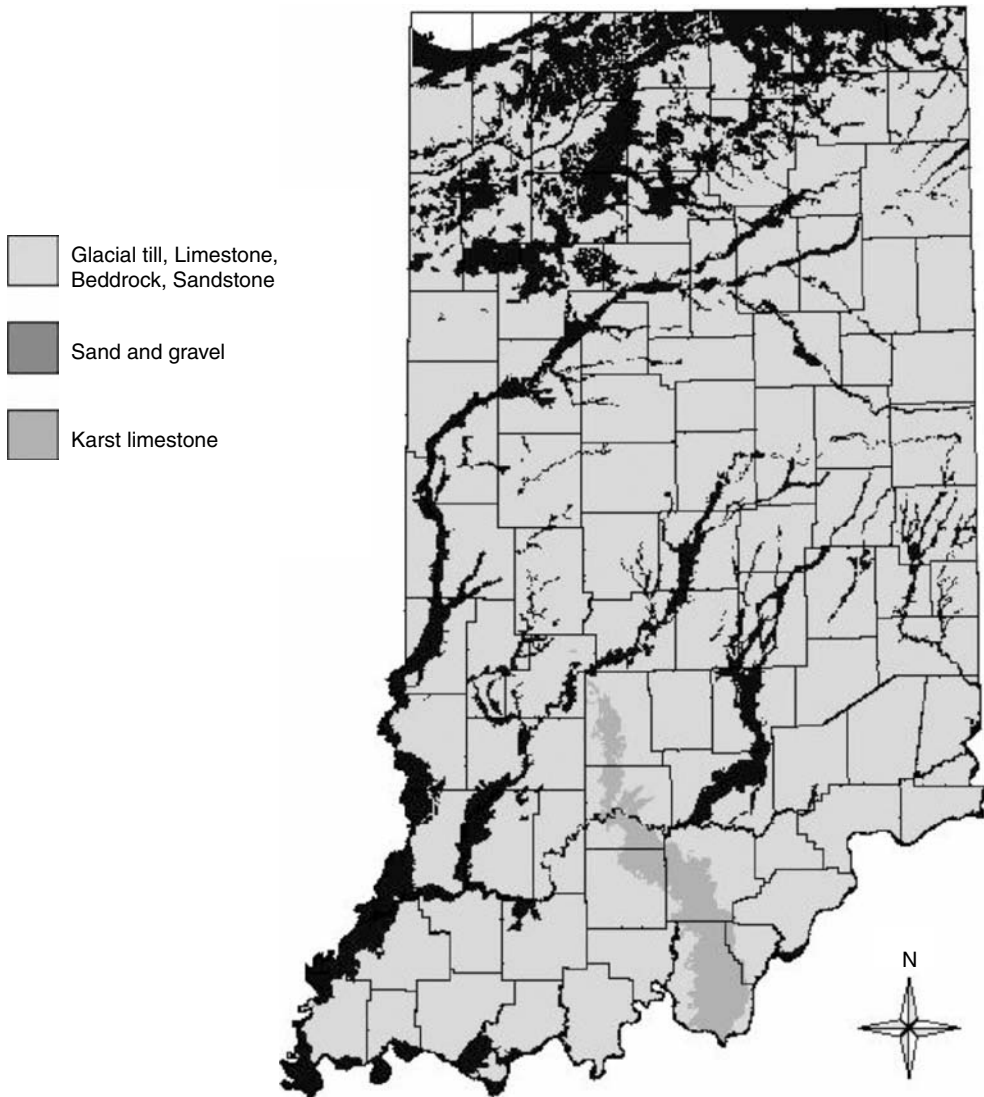 Glacial till, Limestone,
Beddrock, Sandstone
Sand and gravel
Karst limestone
N